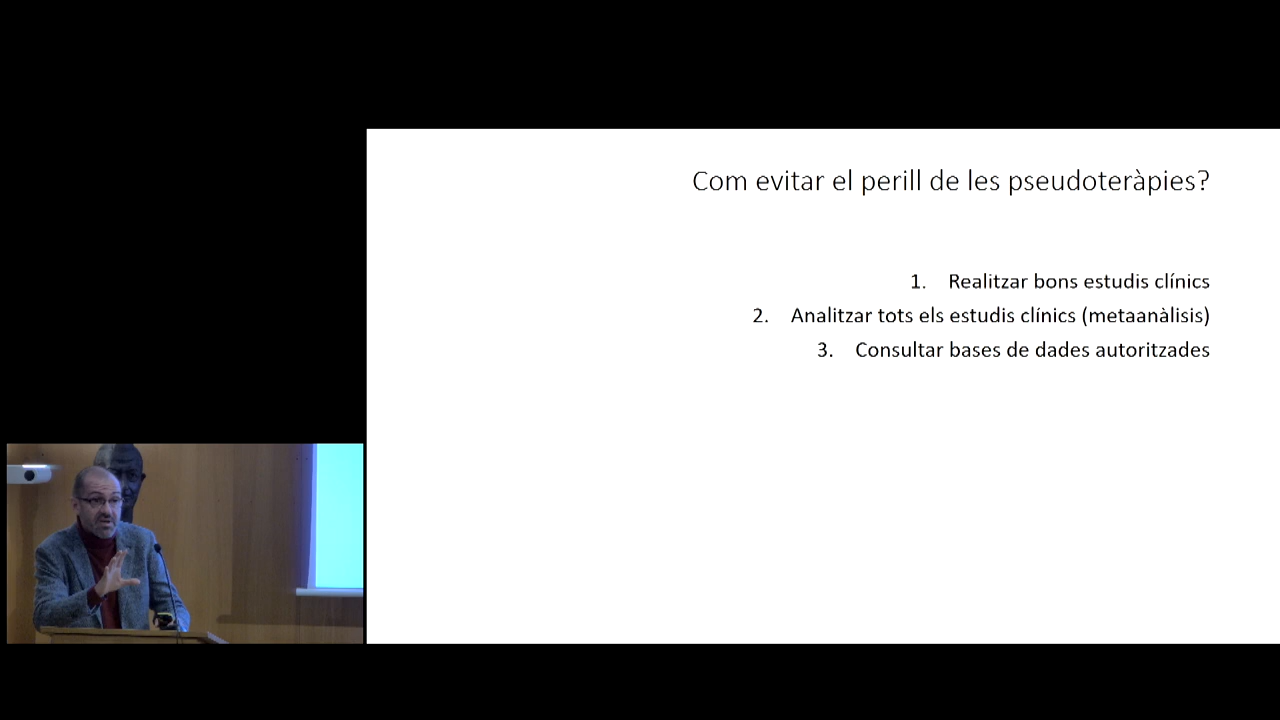 Com evitar el perill de les pseudoteràpies?
1. Realitzar bons estudis clínics
2. Analitzar tots els estudis clínics (metaanàlisis)
3. Consultar bases de dades autoritzades